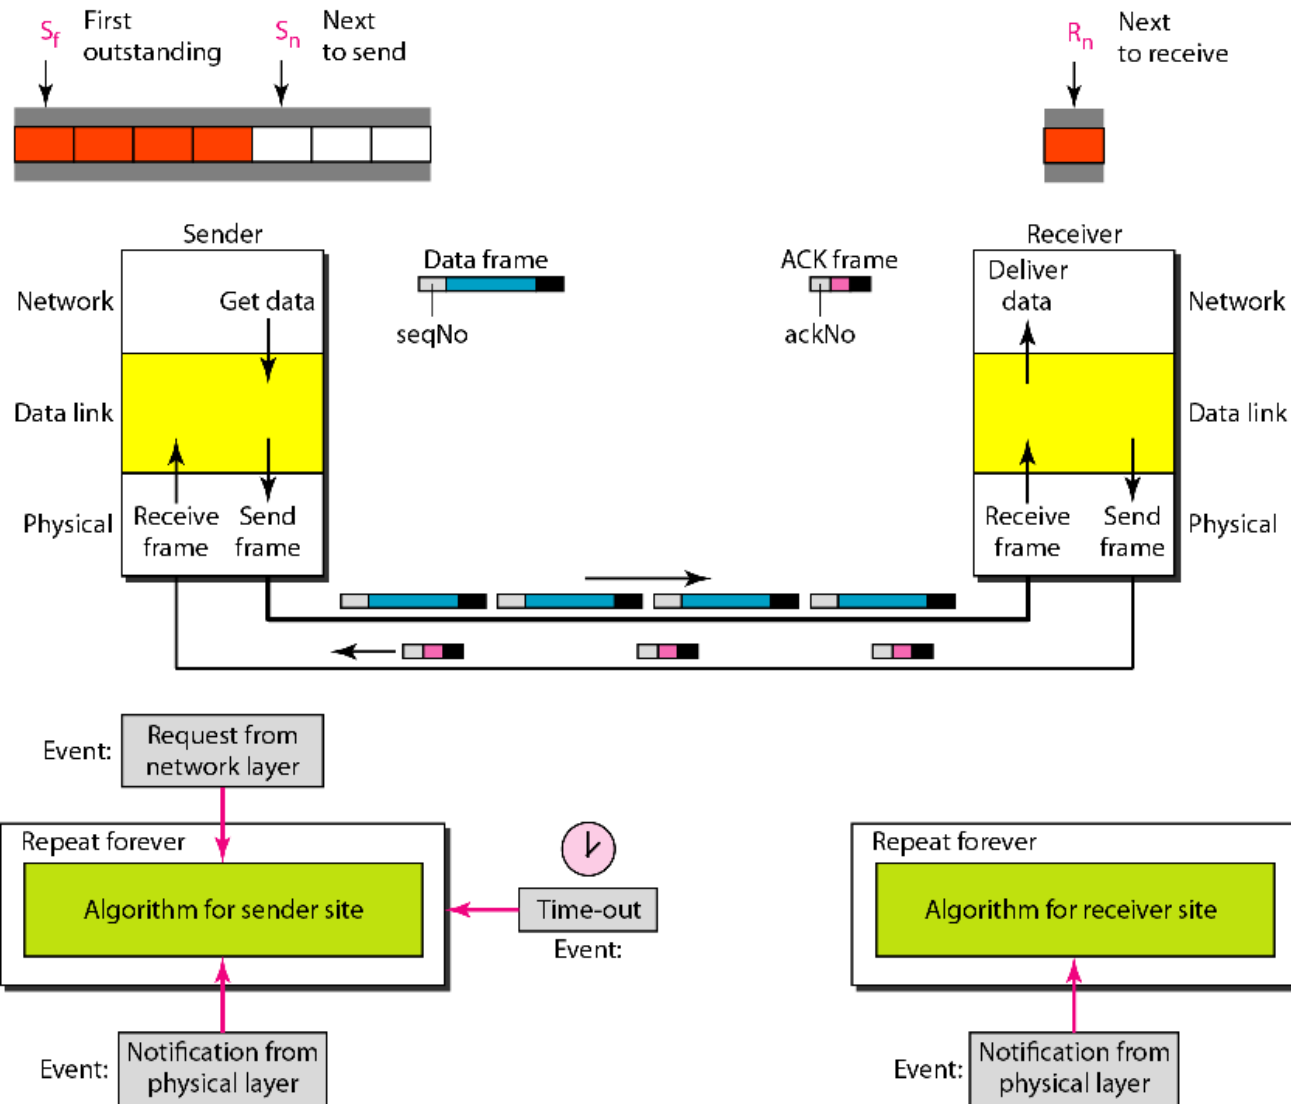 Sf First outstanding
Sn Next to send
Rn Next to receive
Sender
Receiver
Data frame
seqNo
ACK frame
ackNo
Network
Get data
Deliver data
Network
Data link
Data link
Physical
Receive frame
Send frame
Receive frame
Send frame
Physical
Event:
Request from network layer
Repeat forever
Algorithm for sender site
Time-out
Event:
Repeat forever
Algorithm for receiver site
Event:
Notification from physical layer
Event:
Notification from physical layer